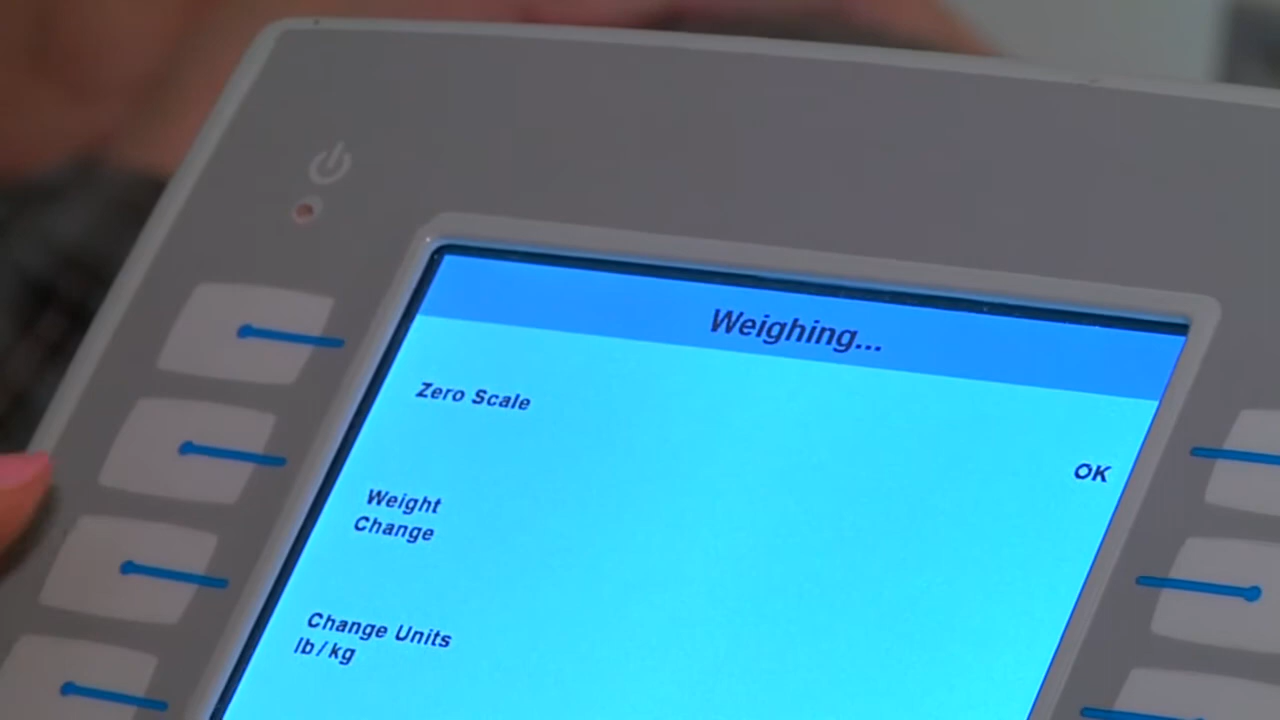 Weighing...
Zero Scale
OK
Weight
Change
Change Units
lb/kg